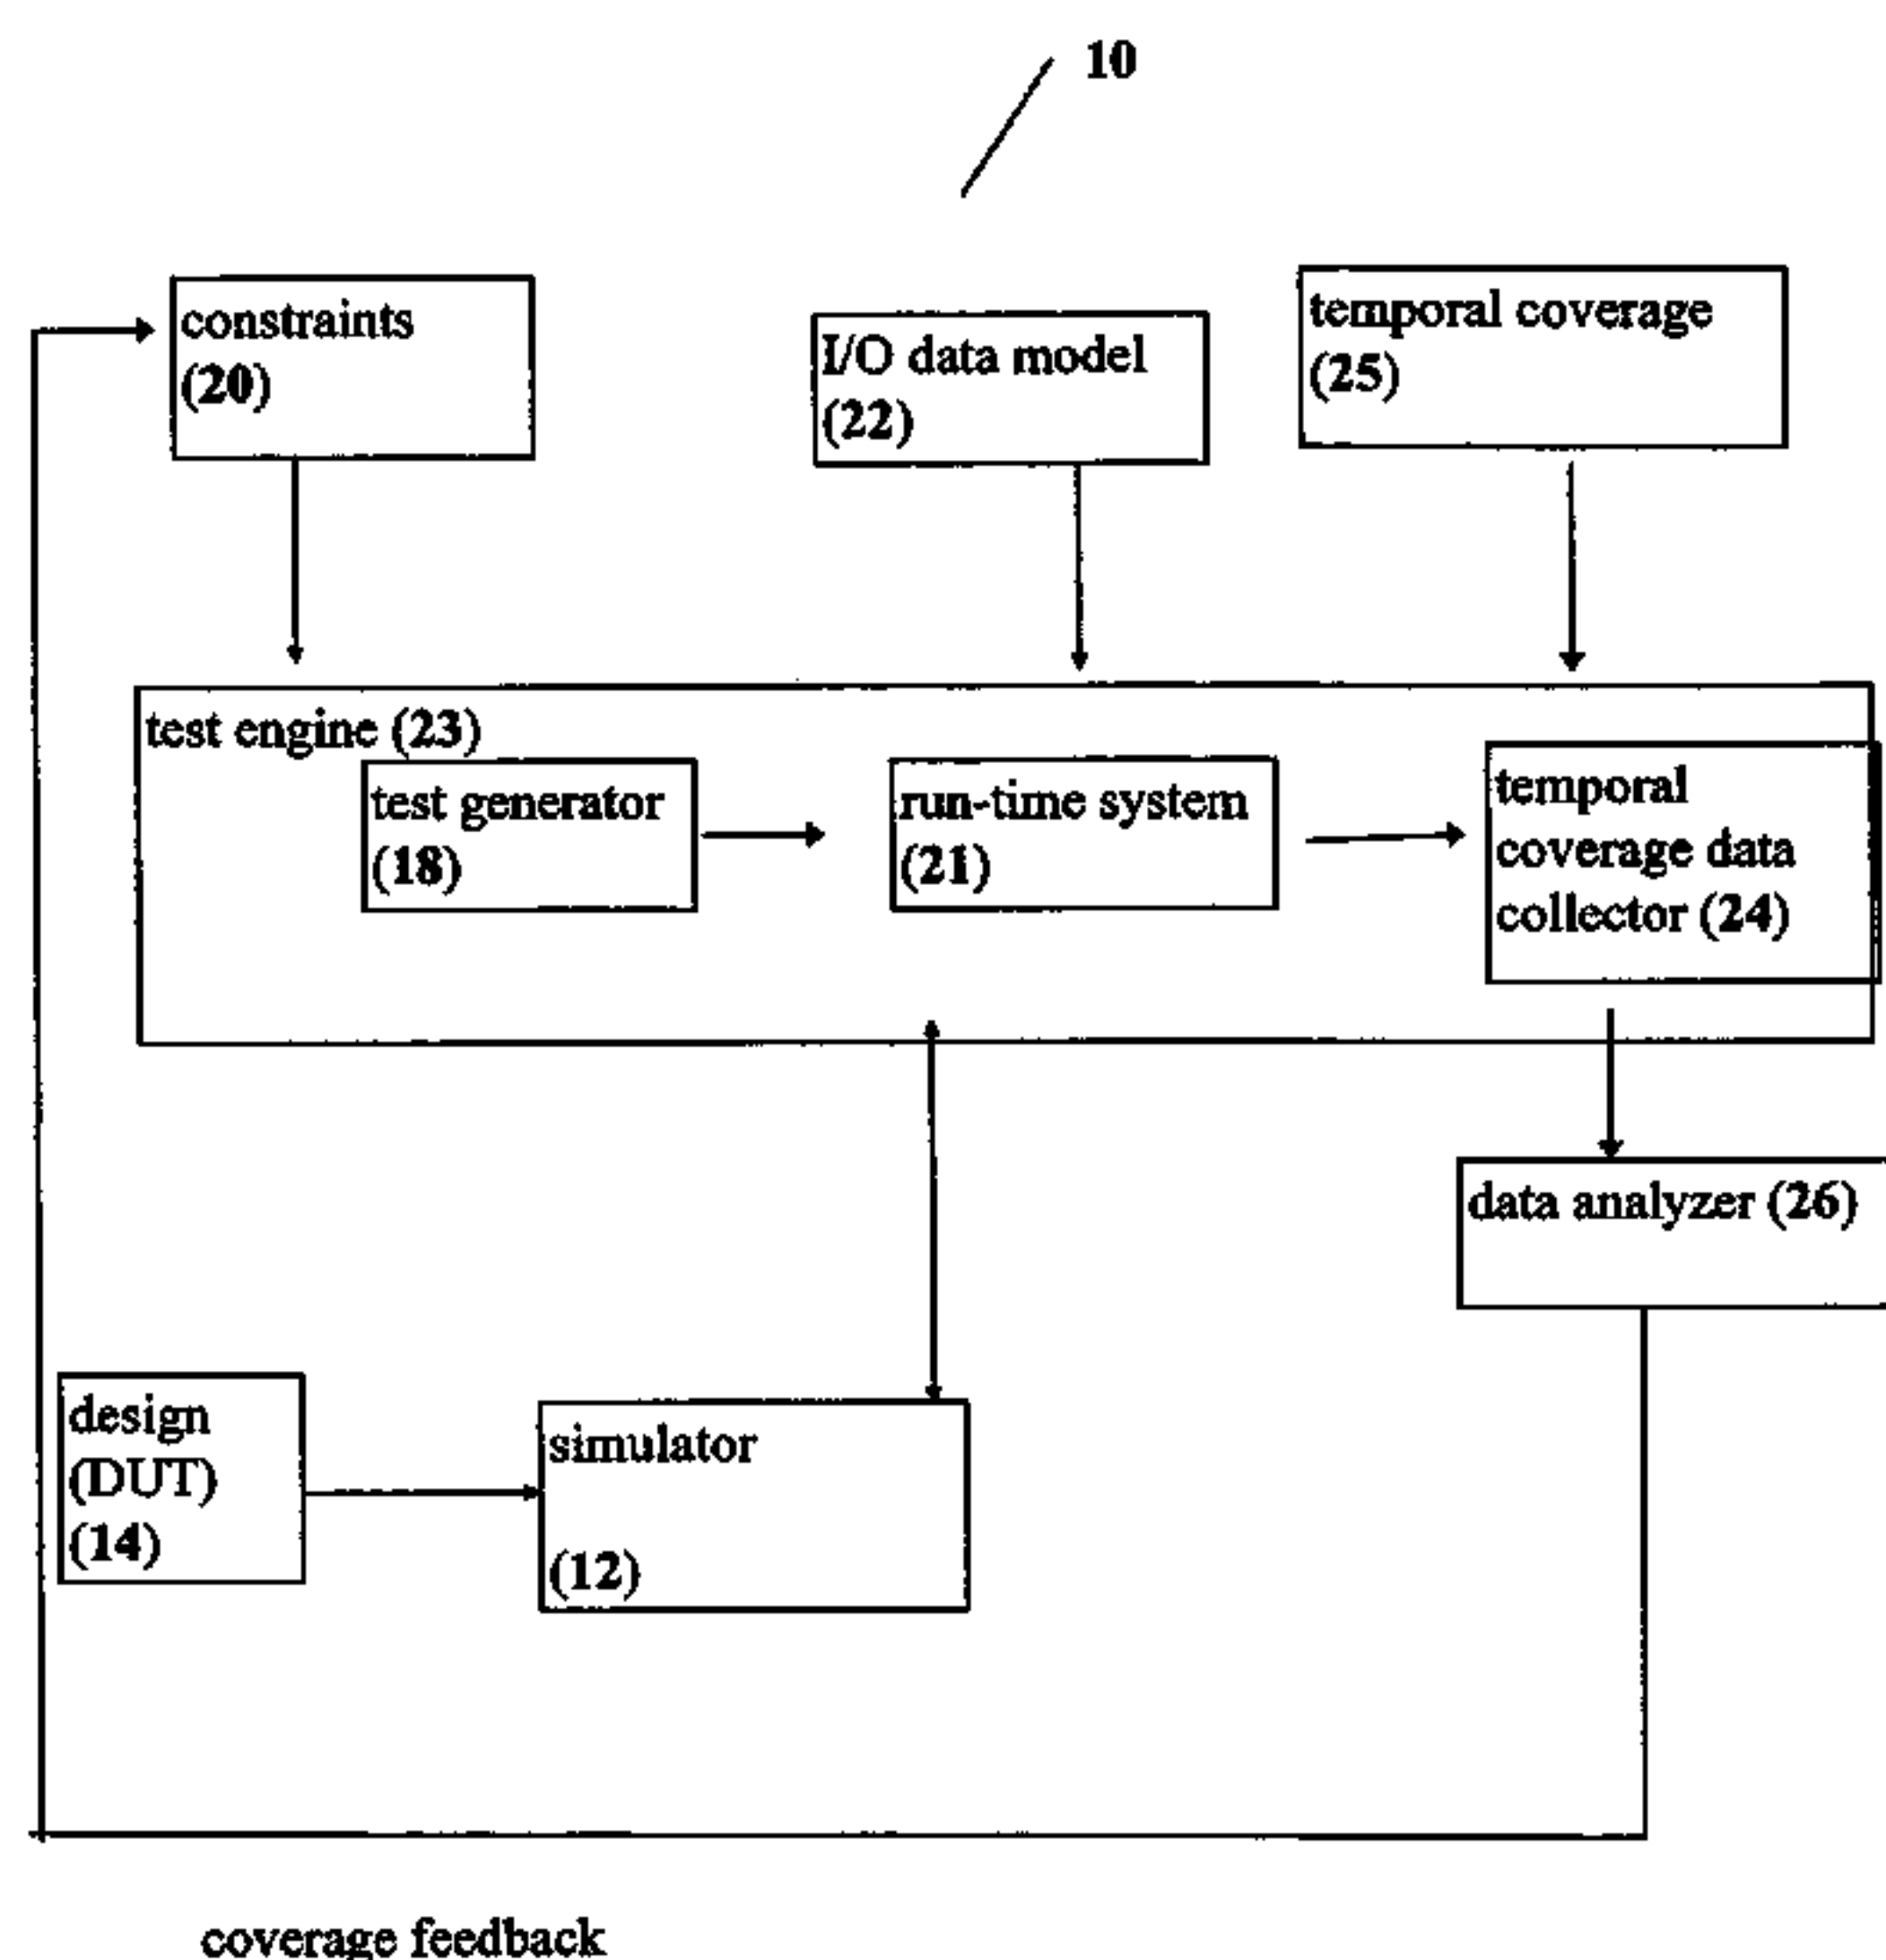 10
constraints
(20)
I/O data model
(22)
temporal coverage
(25)
test engine (23)
test generator
(18)
run-time system
(21)
temporal
coverage data
collector (24)
data analyzer (26)
design
(DUT)
(14)
simulator
(12)
coverage feedback